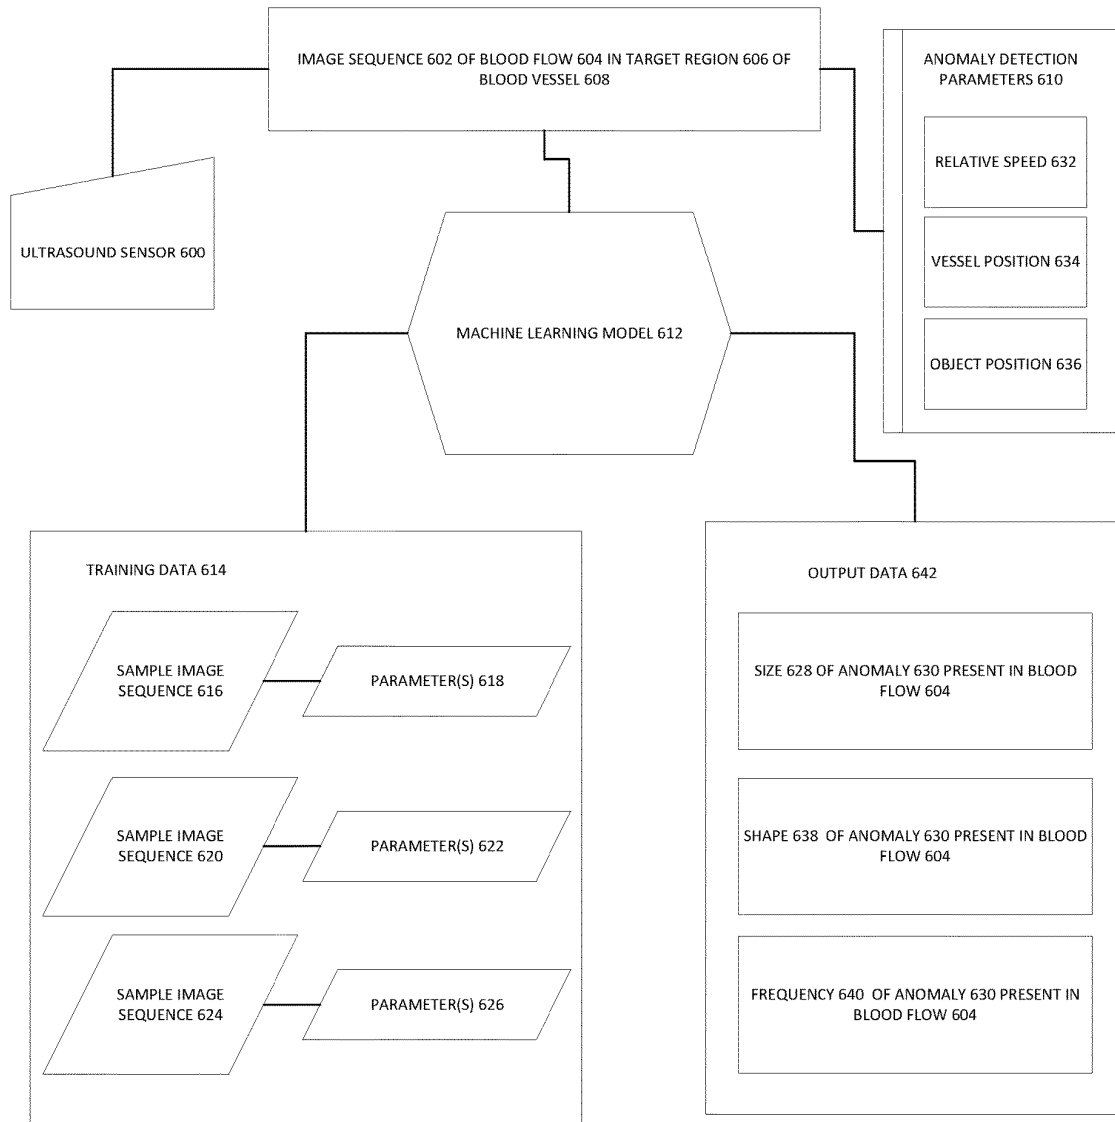 IMAGE SEQUENCE 602 OF BLOOD FLOW 604 IN TARGET REGION 606 OF
BLOOD VESSEL 608
ANOMALY DETECTION
PARAMETERS 610
RELATIVE SPEED 632
VESSEL POSITION 634
OBJECT POSITION 636
ULTRASOUND SENSOR 600
MACHINE LEARNING MODEL 612
TRAINING DATA 614
SAMPLE IMAGE
SEQUENCE 616
PARAMETER(S) 618
SAMPLE IMAGE
SEQUENCE 620
PARAMETER(S) 622
SAMPLE IMAGE
SEQUENCE 624
PARAMETER(S) 626
OUTPUT DATA 642
SIZE 628 OF ANOMALY 630 PRESENT IN BLOOD
FLOW 604
SHAPE 638 OF ANOMALY 630 PRESENT IN BLOOD
FLOW 604
FREQUENCY 640 OF ANOMALY 630 PRESENT IN
BLOOD FLOW 604